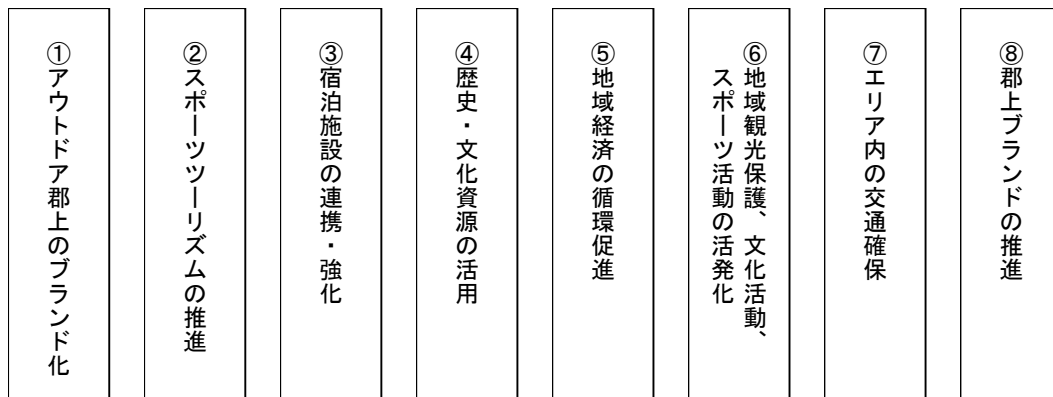 ①アウトドア郡上のブランド化
②スポーツツーリズムの推進
③宿泊施設の連携・強化
④歴史・文化資源の活用
⑤地域経済の循環促進
⑥地域観光保護、文化活動、
スポーツ活動の活発化
⑦エリア内の交通確保
⑧郡上ブランドの推進